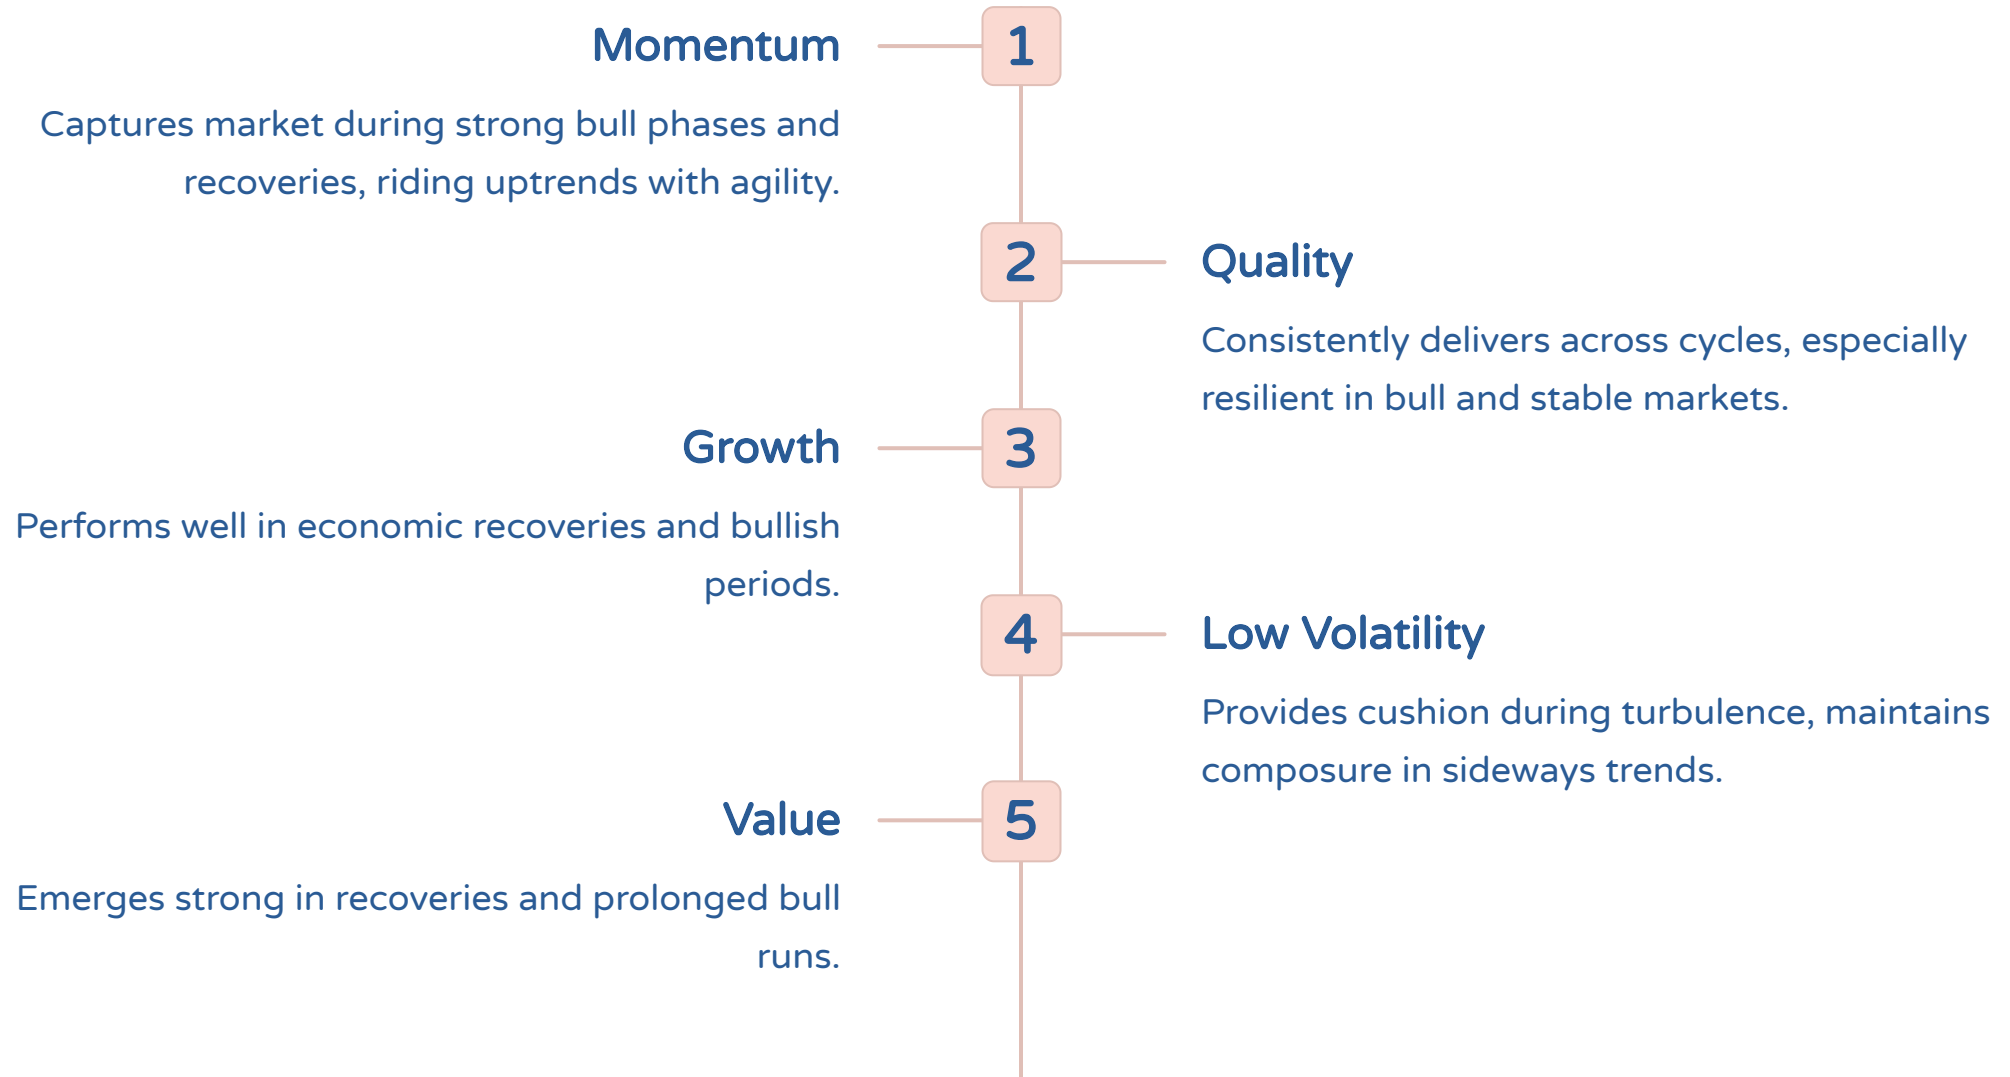 Momentum
1
Captures market during strong bull phases and
recoveries, riding uptrends with agility.
2
Quality
Consistently delivers across cycles, especially
resilient in bull and stable markets.
Growth
3
Performs well in economic recoveries and bullish
periods.
4
Low Volatility
Provides cushion during turbulence, maintains
composure in sideways trends.
Value
5
Emerges strong in recoveries and prolonged bull
runs.